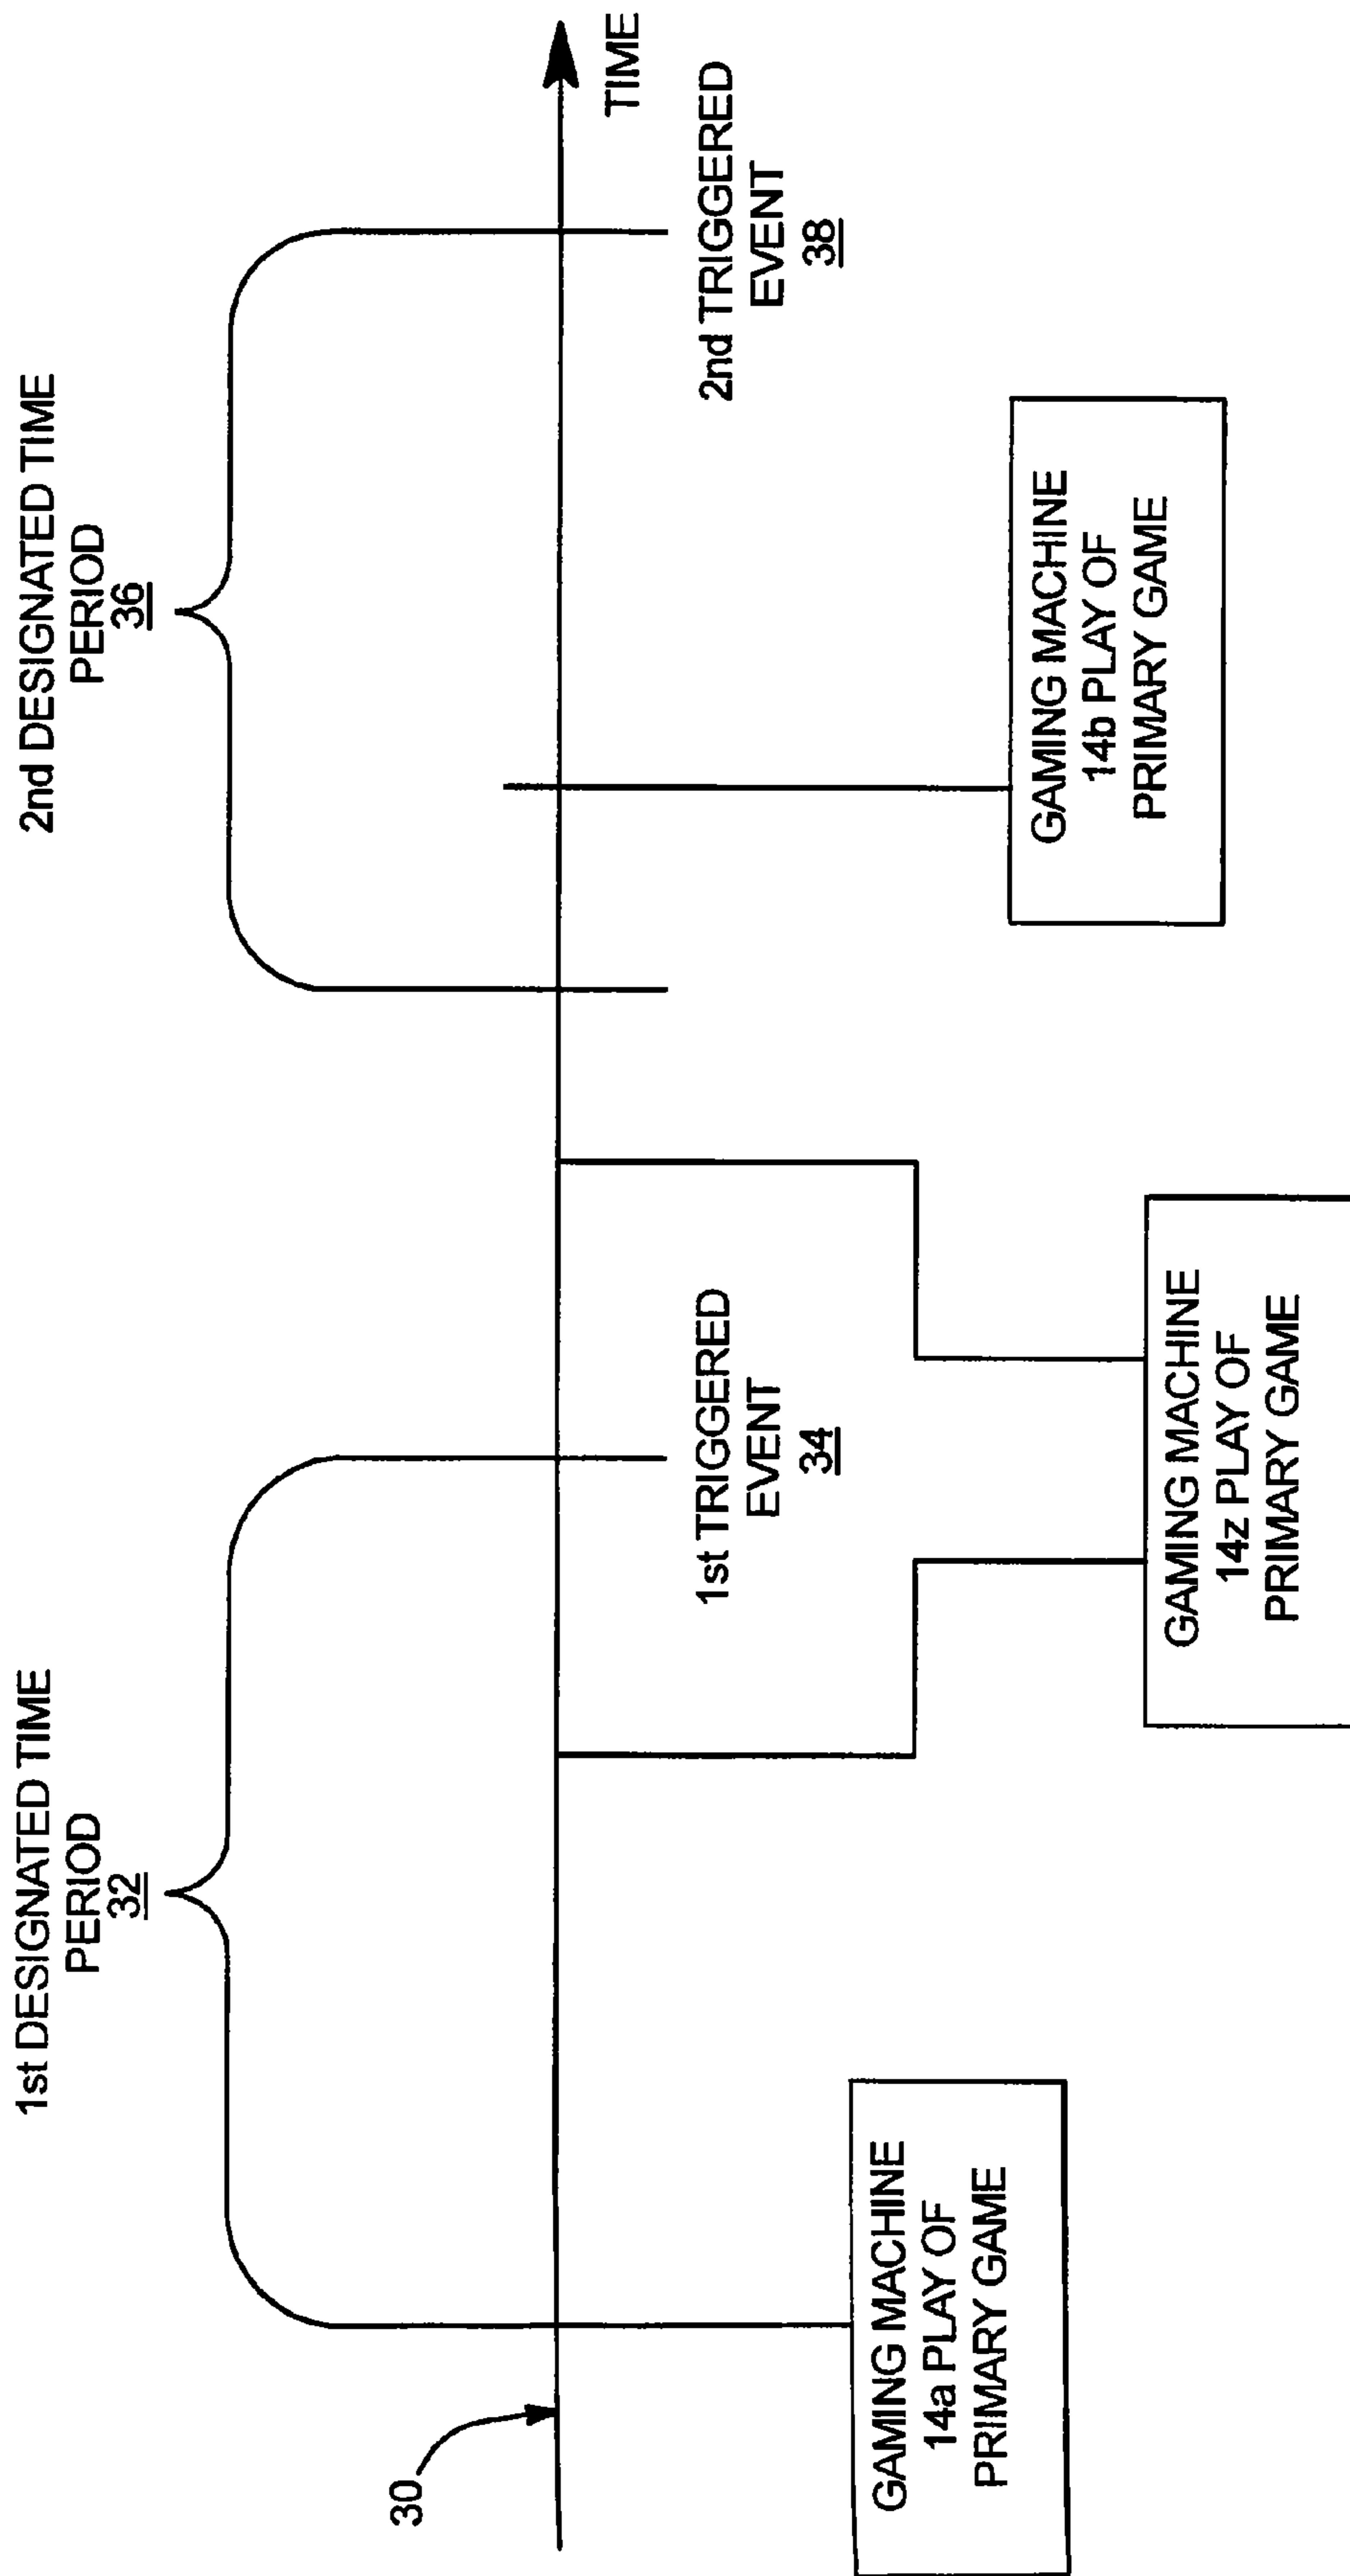 1st DESIGNATED TIME
PERIOD
32
2nd DESIGNATED TIME
PERIOD
36
30
TIME
1st TRIGGERED
EVENT
34
2nd TRIGGERED
EVENT
38
GAMING MACHINE
14a PLAY OF
PRIMARY GAME
GAMING MACHINE
14z PLAY OF
PRIMARY GAME
GAMING MACHINE
14b PLAY OF
PRIMARY GAME